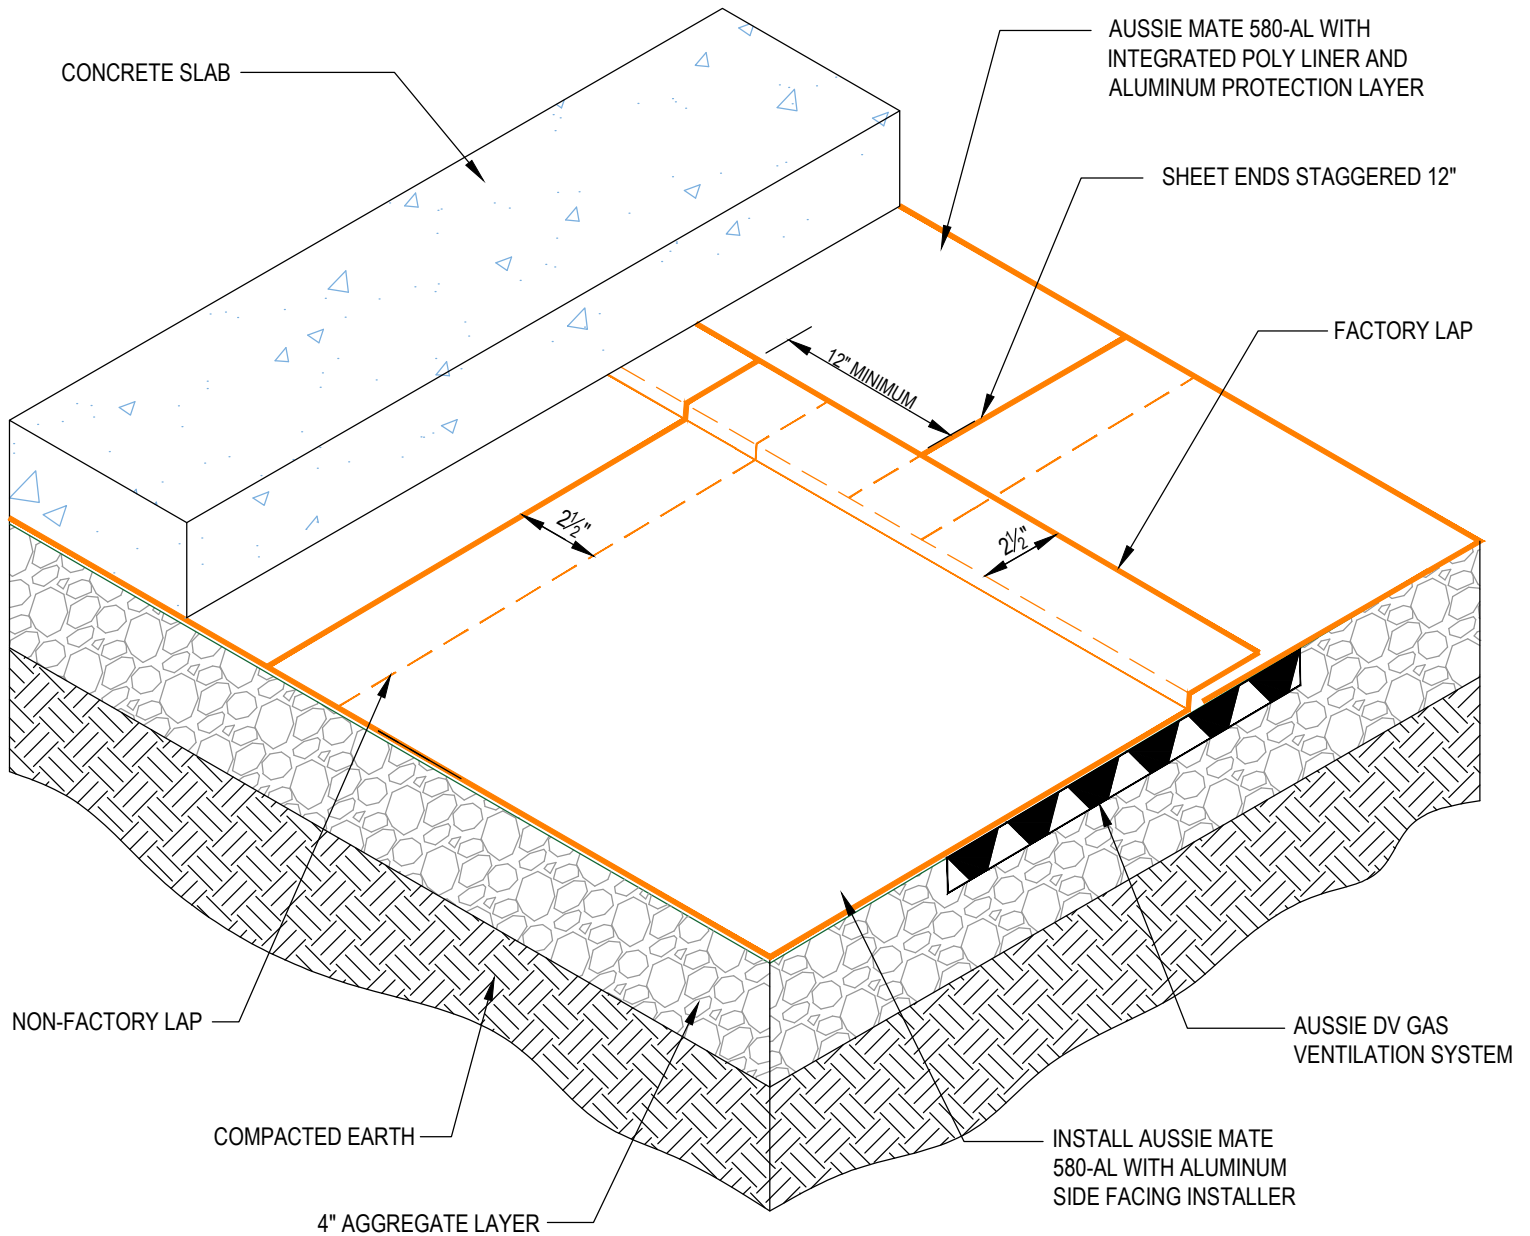 AUSSIE MATE 580-AL WITH
INTEGRATED POLY LINER AND
ALUMINUM PROTECTION LAYER
CONCRETE SLAB
SHEET ENDS STAGGERED 12"
FACTORY LAP
12" MINIMUM
2½"
2½"
NON-FACTORY LAP
AUSSIE DV GAS
VENTILATION SYSTEM
COMPACTED EARTH
INSTALL AUSSIE MATE
580-AL WITH ALUMINUM
SIDE FACING INSTALLER
4" AGGREGATE LAYER